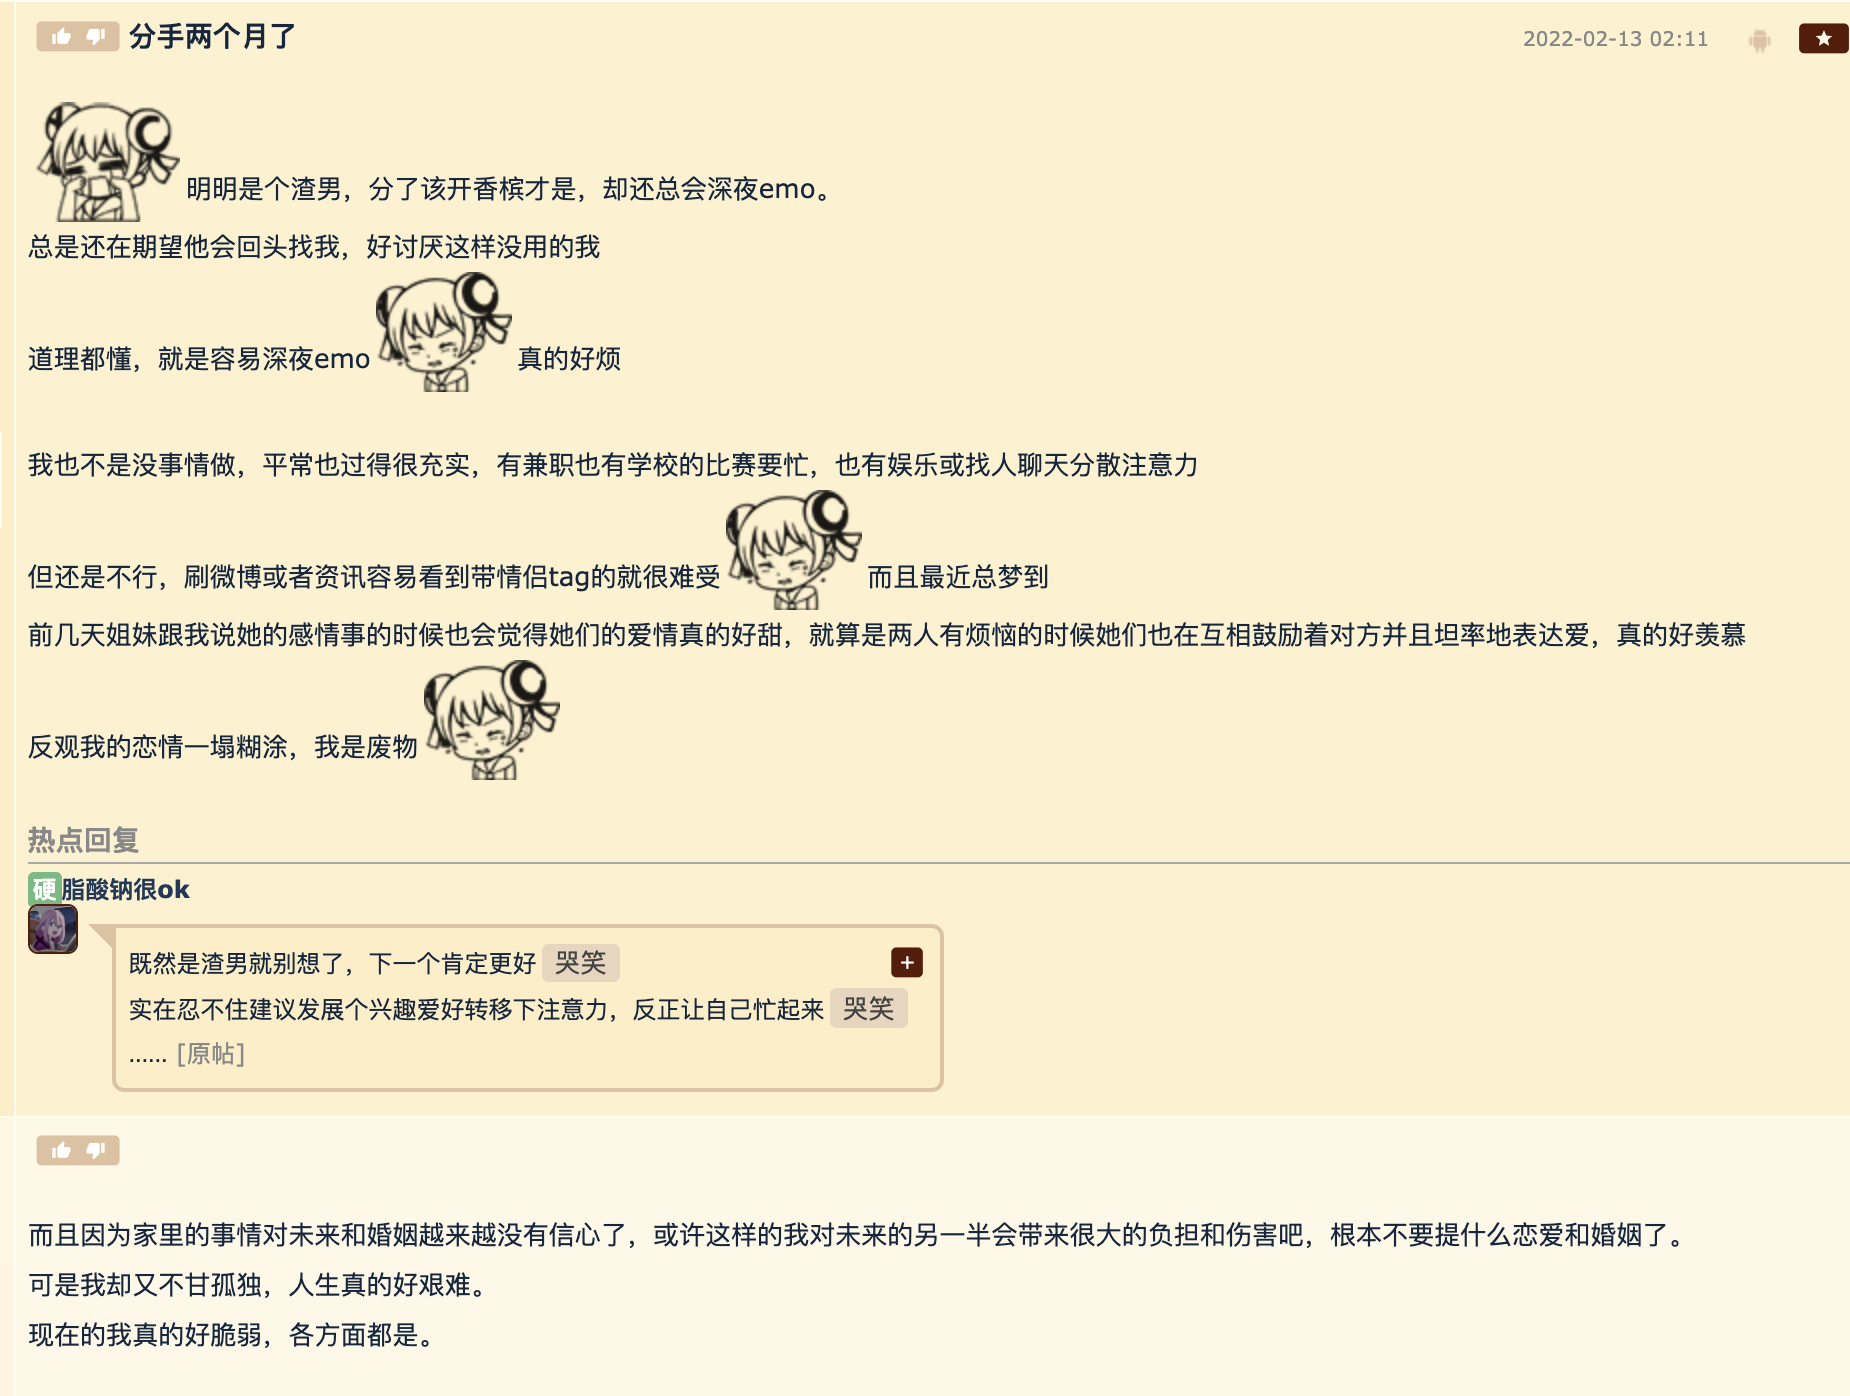 分手两个月了
2022-02-13 02:11
明明是个渣男，分了该开香槟才是，却还总会深夜emo。
总是还在期望他会回头找我，好讨厌这样没用的我
道理都懂，就是容易深夜emo 真的好烦
我也不是没事情做，平常也过得很充实，有兼职也有学校的比赛要忙，也有娱乐或找人聊天分散注意力
但还是不行，刷微博或者资讯容易看到带情侣tag的就很难受 而且最近总梦到
前几天姐妹跟我说她的感情事的时候也会觉得她们的爱情真的好甜，就算是两人有烦恼的时候她们也在互相鼓励着对方并且坦率地表达爱，真的好羡慕
反观我的恋情一塌糊涂，我是废物
热点回复
硬脂酸钠很ok
既然是渣男就别想了，下一个肯定更好 哭笑
+
实在忍不住建议发展个兴趣爱好转移下注意力，反正让自己忙起来 哭笑
...... [原帖]
而且因为家里的事情对未来和婚姻越来越没有信心了，或许这样的我对未来的另一半会带来很大的负担和伤害吧，根本不要提什么恋爱和婚姻了。
可是我却又不甘孤独，人生真的好艰难。
现在的我真的好脆弱，各方面都是。